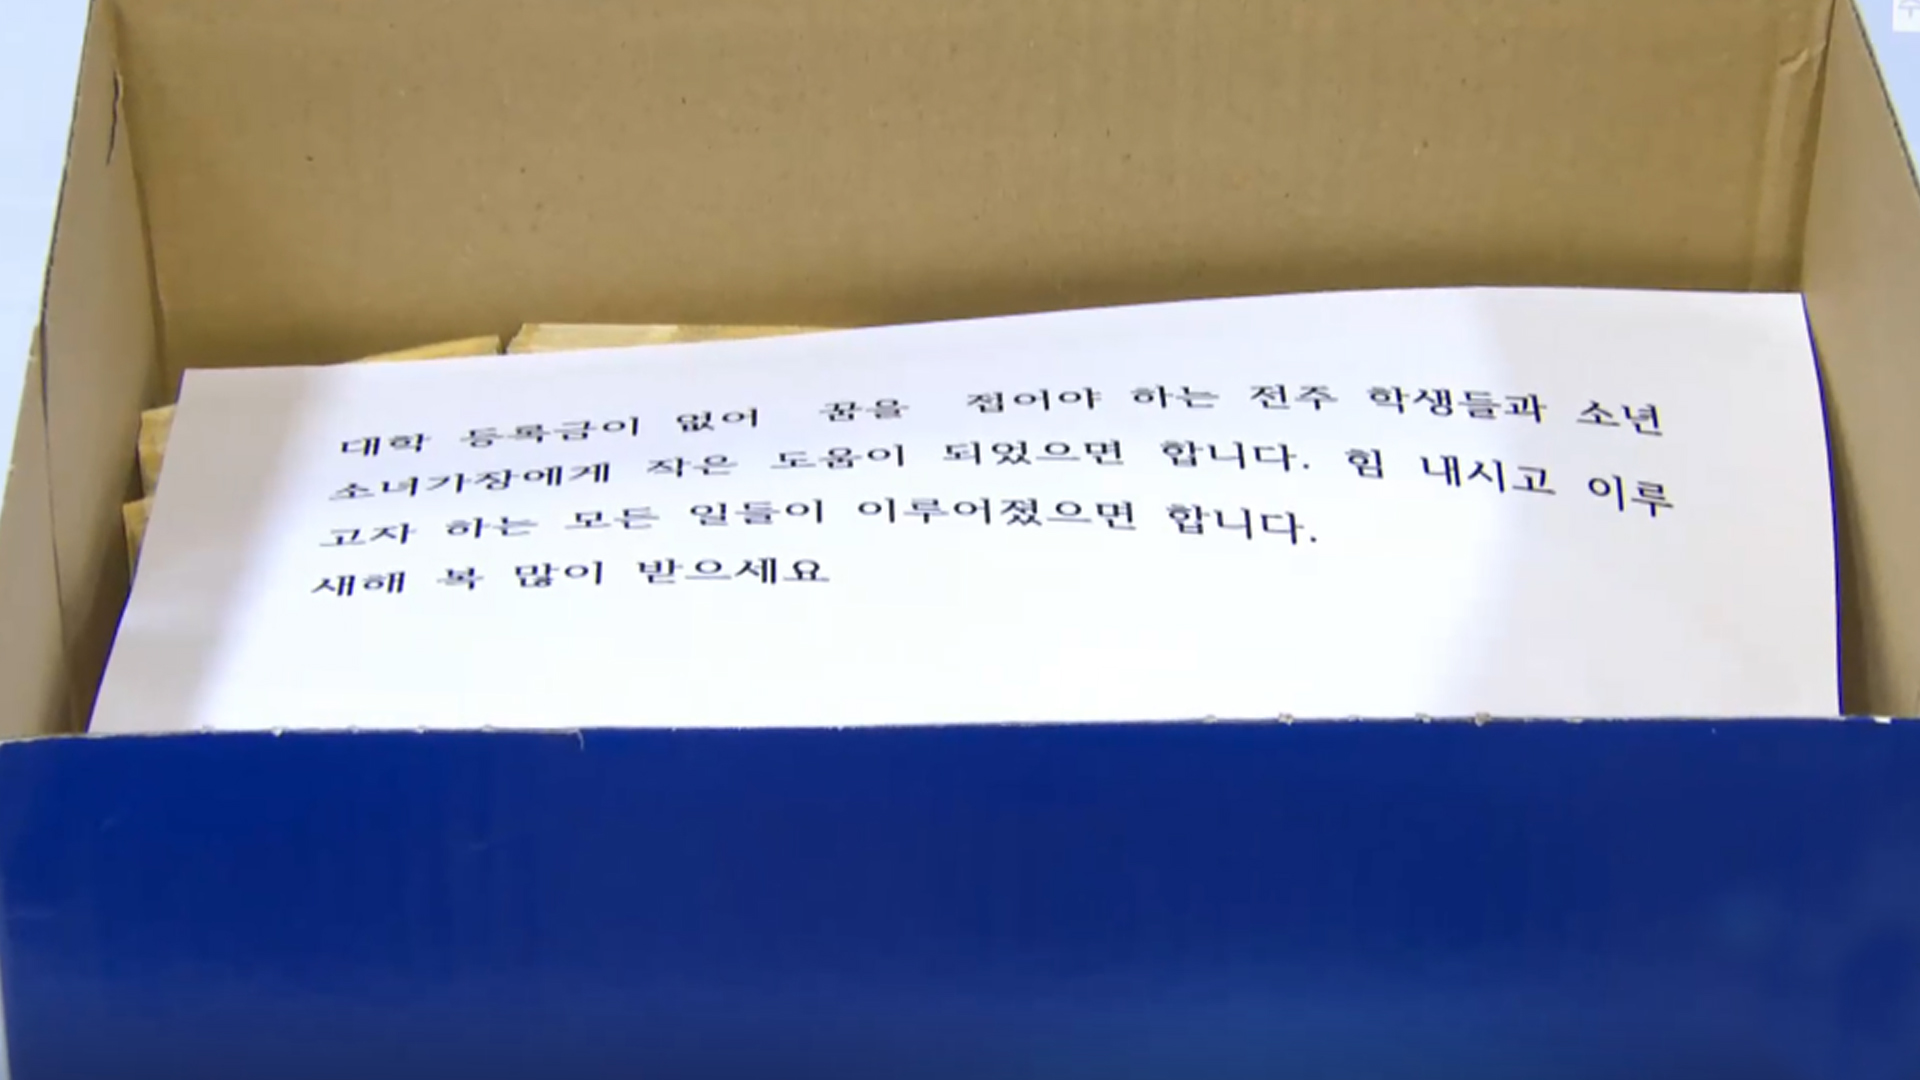 대학 등록금이 없어 꿈을 접어야 하는 전주 학생들과 소년
소녀가장에게 작은 도움이 되었으면 합니다. 힘 내시고 이루
고자 하는 모든 일들이 이루어졌으면 합니다.
새해 복 많이 받으세요